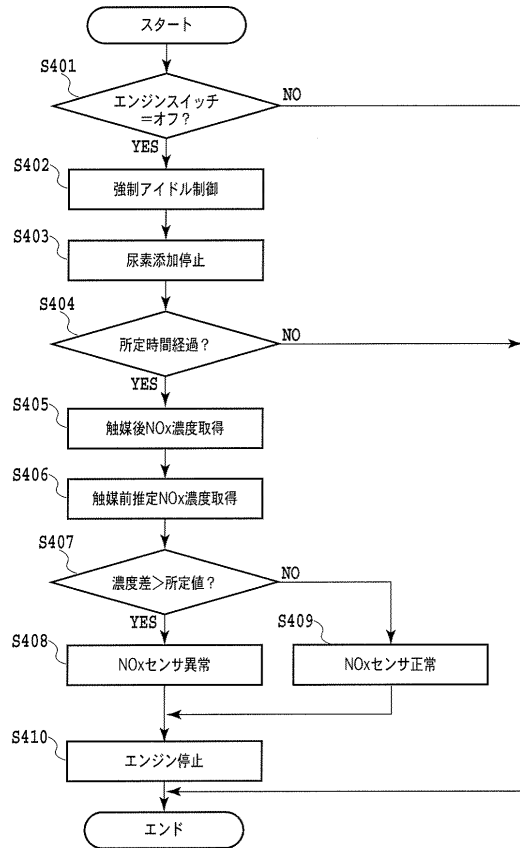 スタート
S401
エンジンスイッチ
=オフ?
NO
YES
S402
強制アイドル制御
S403
尿素添加停止
S404
所定時間経過?
NO
YES
S405
触媒後NOx濃度取得
S406
触媒前推定NOx濃度取得
S407
濃度差>所定値?
NO
YES
S408
NOxセンサ異常
S409
NOxセンサ正常
S410
エンジン停止
エンド